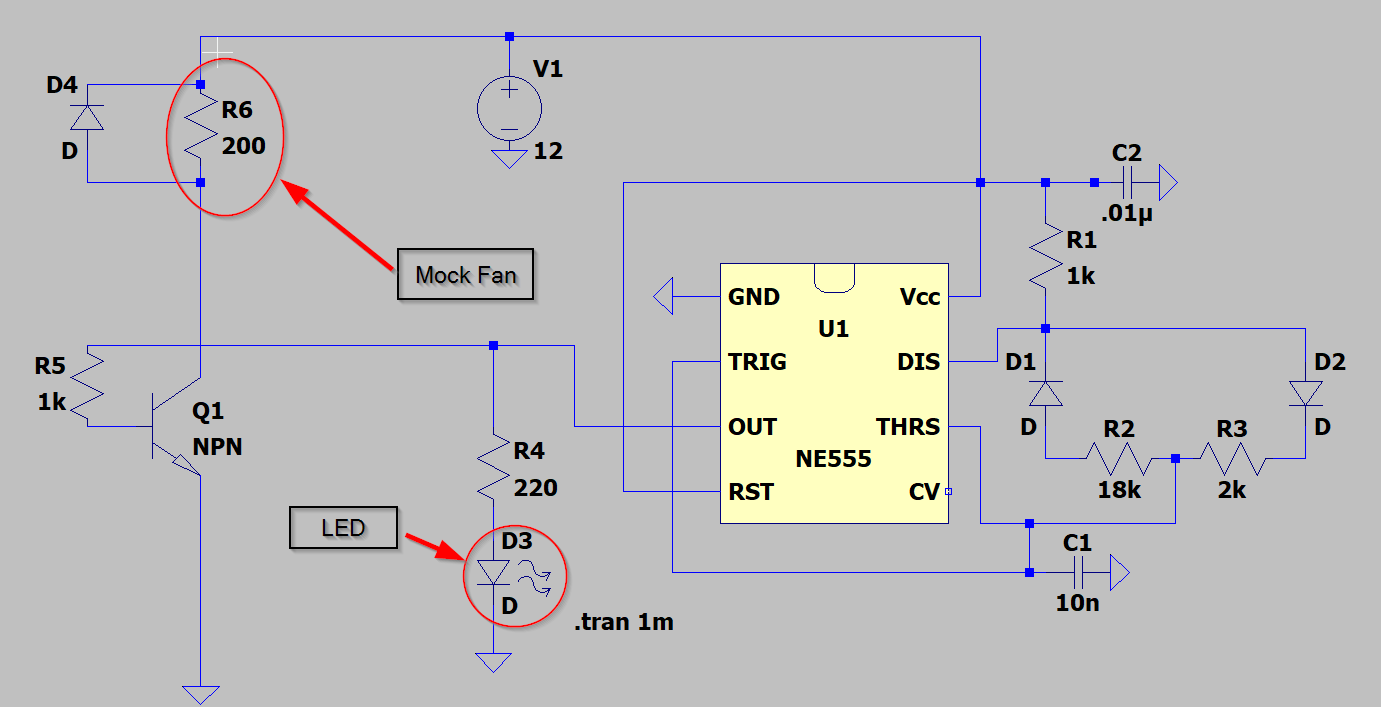 D4
D
R6
200
V1
12
C2
.01µ
R1
1k
Mock Fan
GND
Vcc
U1
TRIG
DIS
OUT
THRS
NE555
RST
CV
D1
D
D2
D
R2
18k
R3
2k
R5
1k
Q1
NPN
R4
220
LED
D3
D
C1
10n
.tran 1m